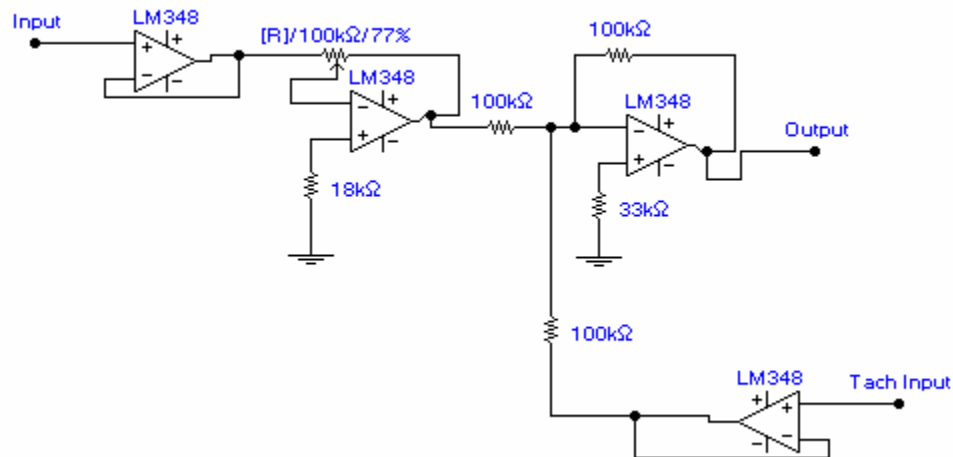 Input
LM348
[R]/100kΩ/77%
LM348
100kΩ
100kΩ
LM348
Output
18kΩ
33kΩ
100kΩ
LM348
Tach Input